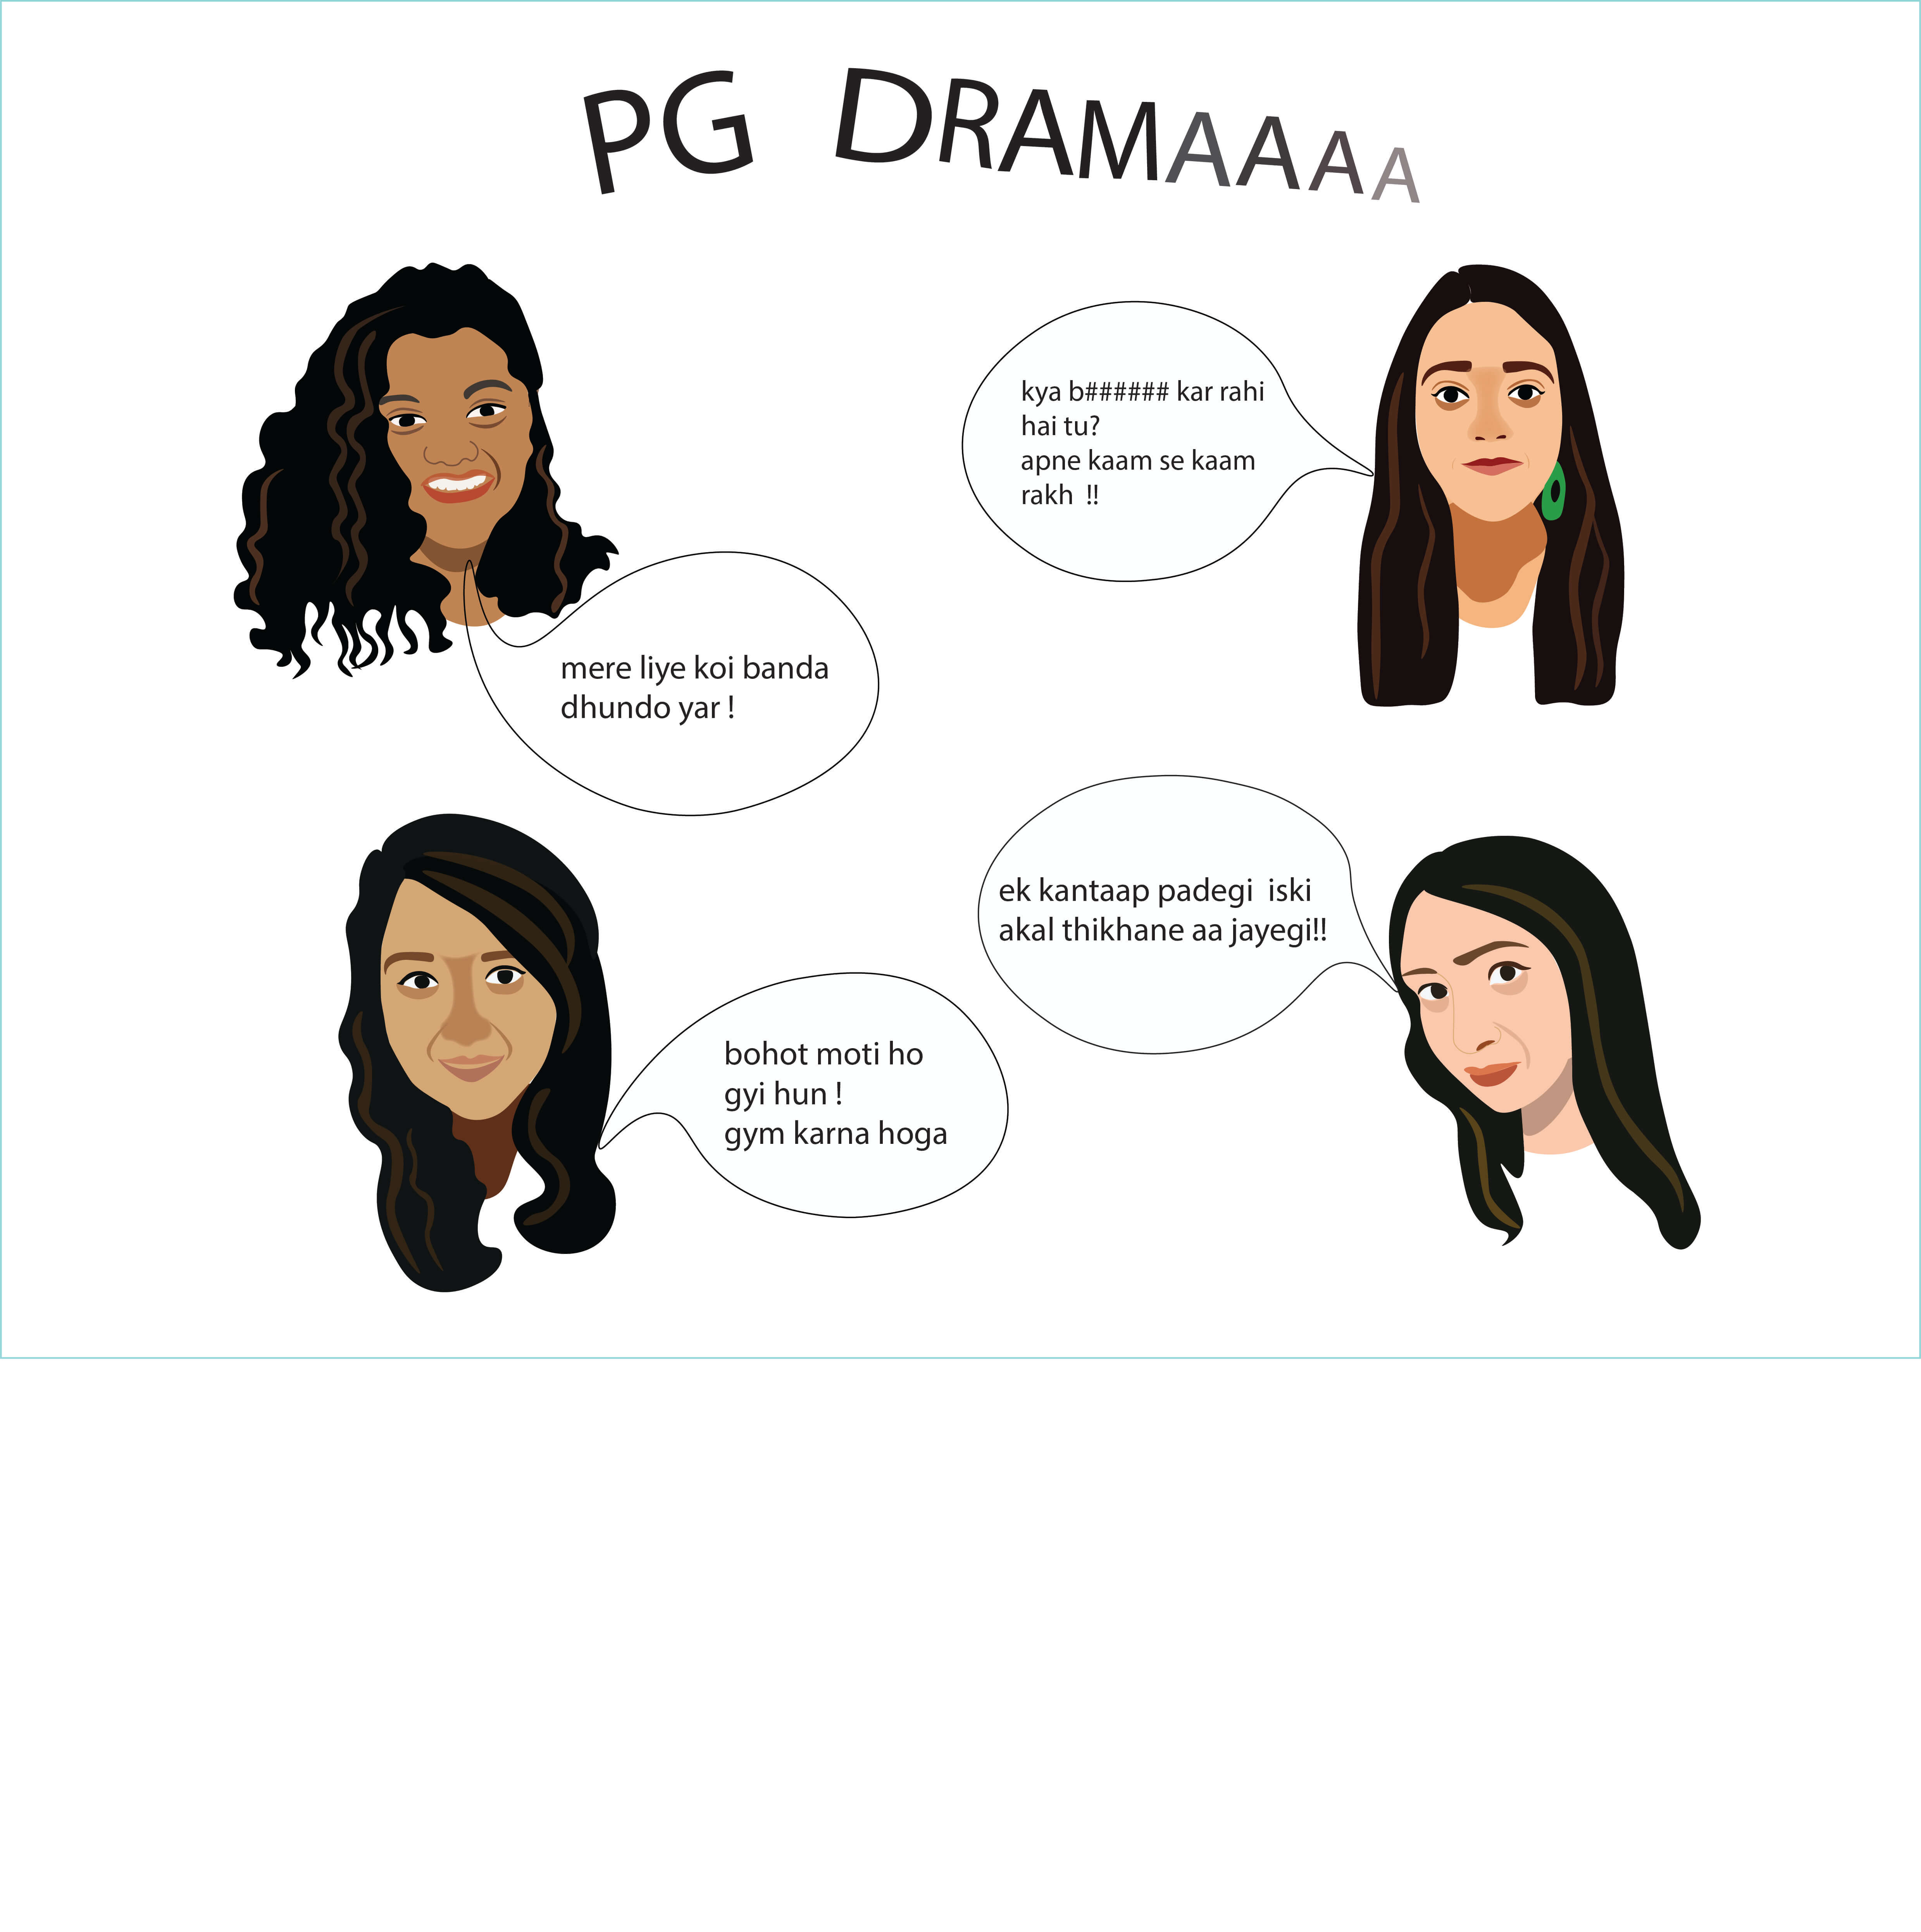 PG DRAMAAAA
kya b###### kar rahi
hai tu?
apne kaam se kaam
rakh !!
mere liye koi banda
dhundo yar !
ek kantaap padegi iski
akal thikhane aa jayegi!!
bohot moti ho
gyi hun !
gym karna hoga